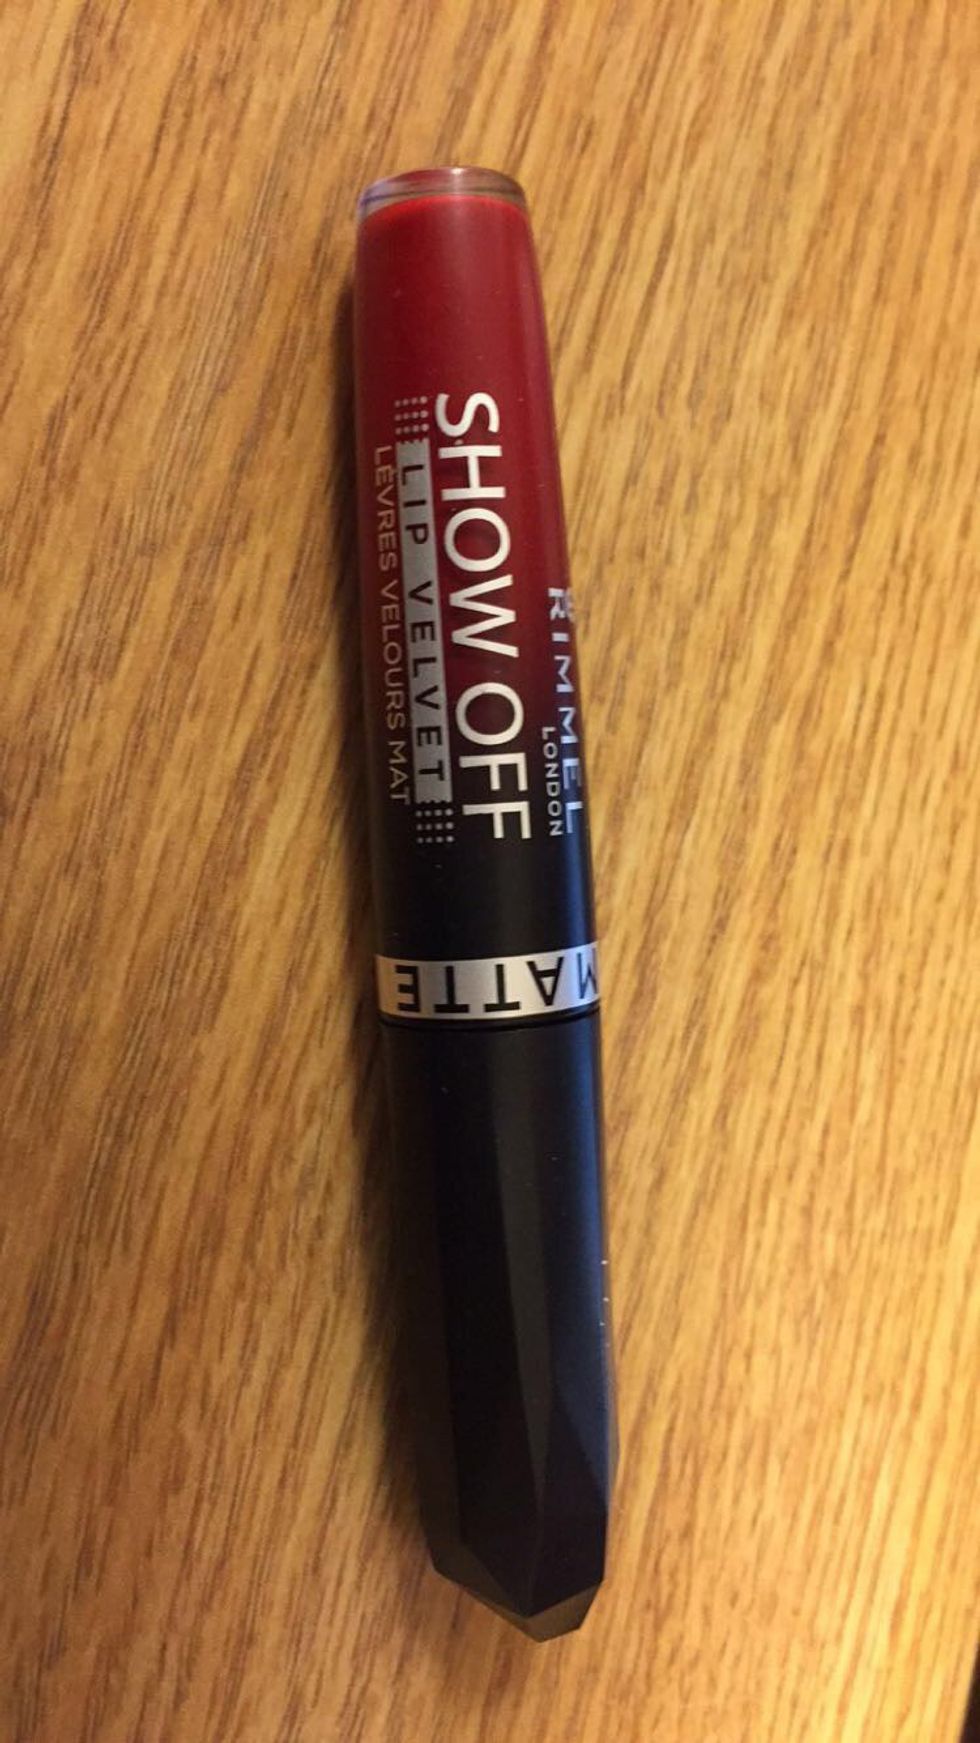 RIMMEL
LONDON
SHOW OFF
LIP VELVET
LÈVRES VELOURS MAT
MATTE